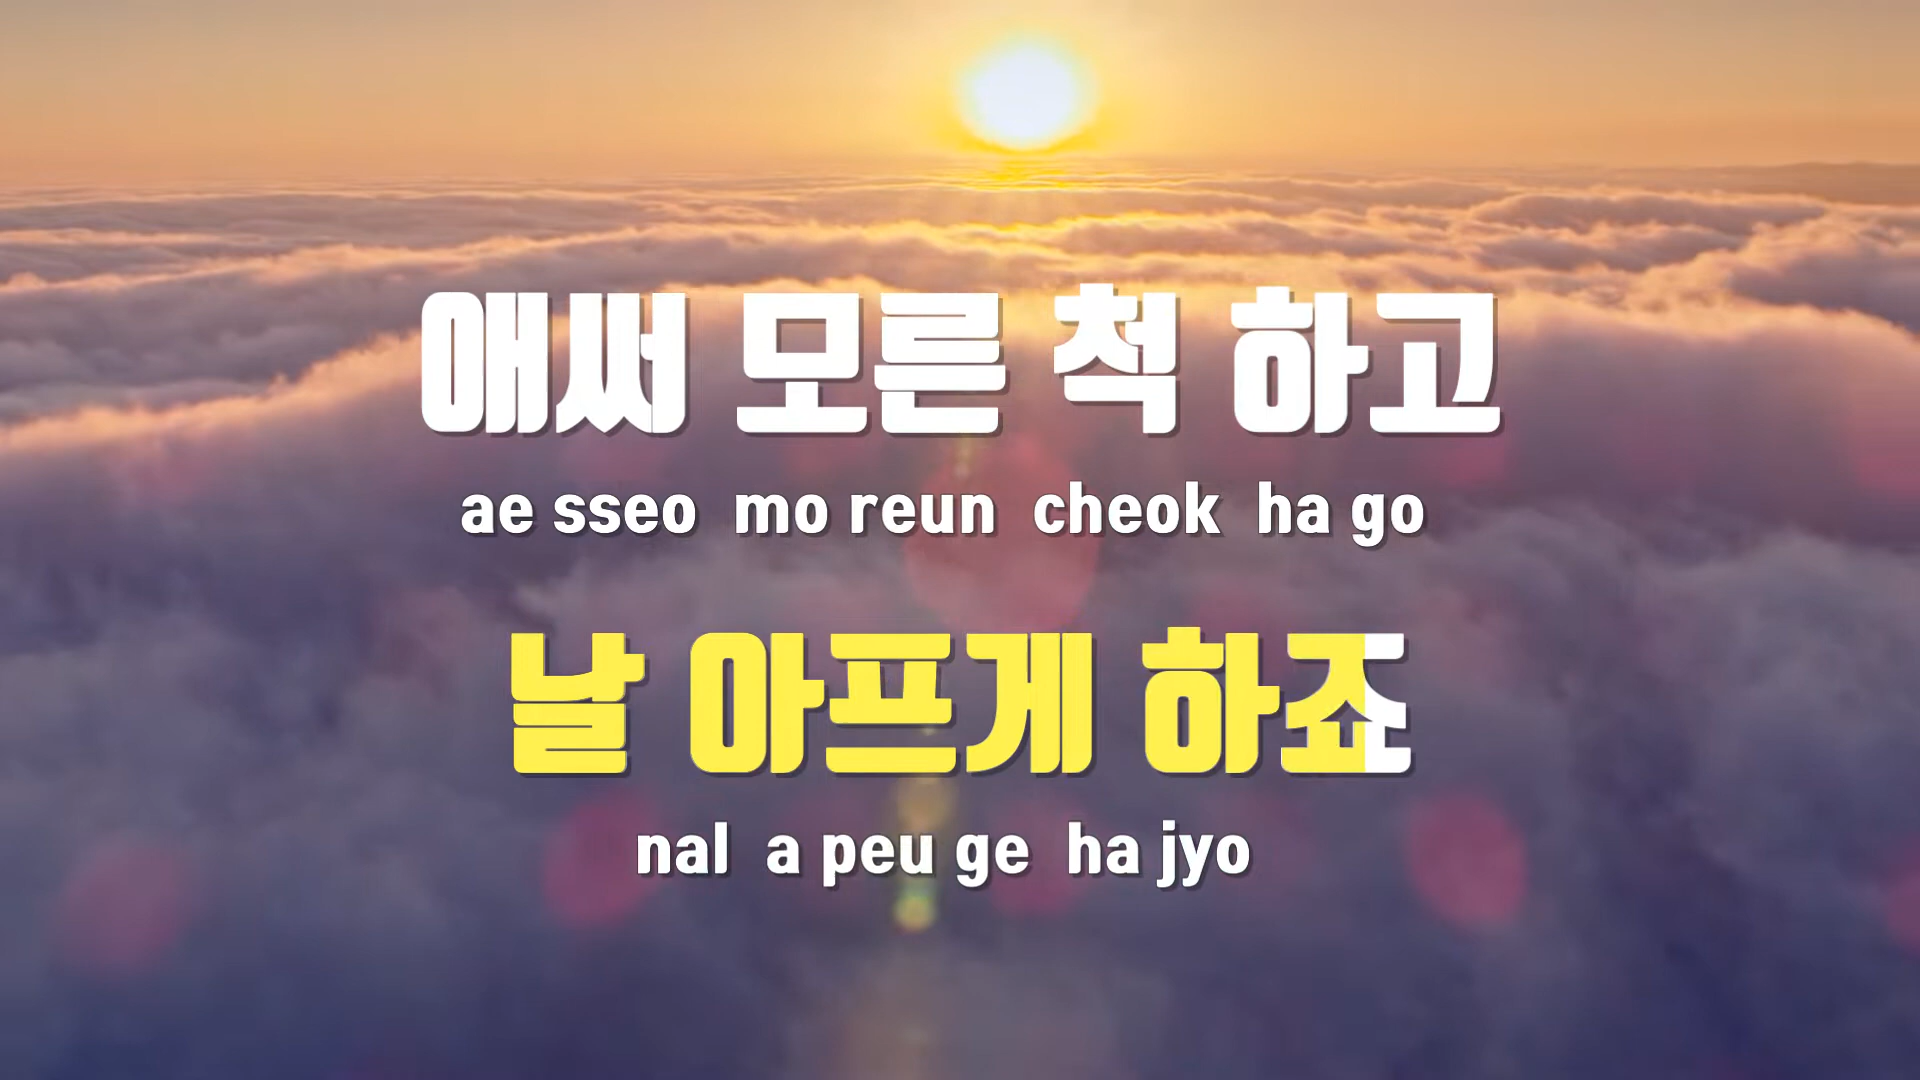 애써 모른 척 하고
ae sseo mo reun cheok ha go
날 아프게 하죠
nal a peu ge ha jyo